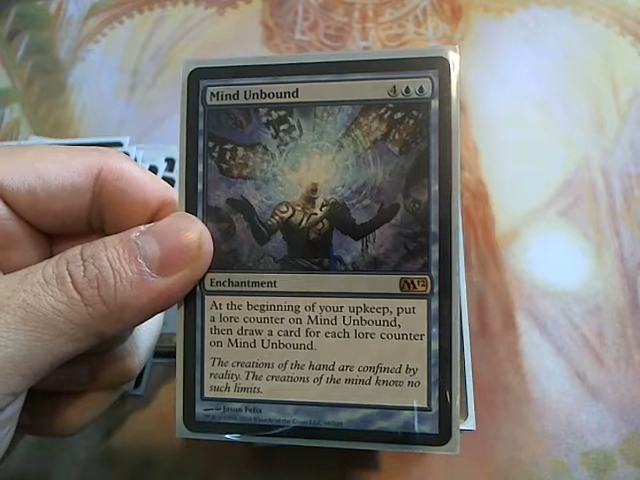 Mind Unbound 4
Enchantment M12
At the beginning of your upkeep, put
a lore counter on Mind Unbound,
then draw a card for each lore counter
on Mind Unbound.
The creations of the hand are confined by
reality. The creations of the mind know no
such limits.
Jason Felix